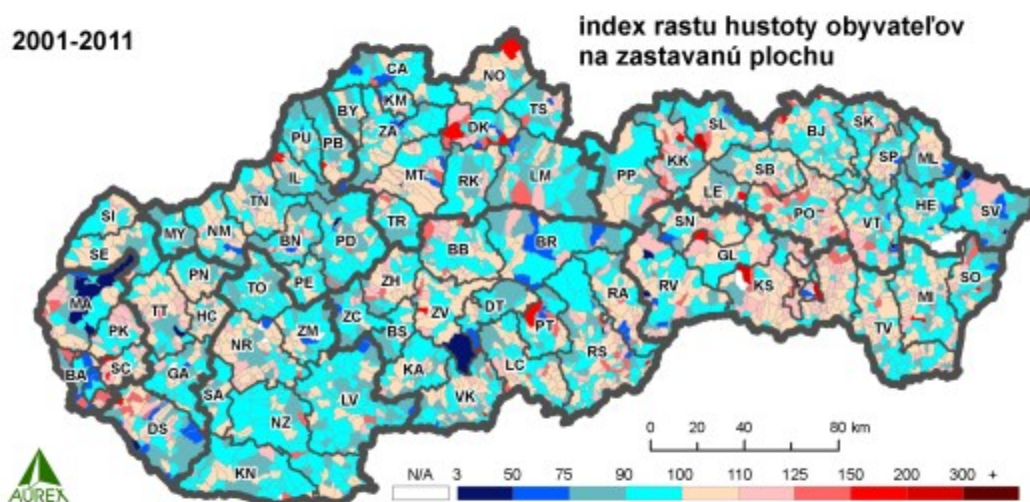 2001-2011
index rastu hustoty obyvateľov
na zastavanú plochu
CA
NO
KM
BY
TS
ZA
DK
PU
PB
SL
BJ
SK
IL
MT
RK
LM
PP
KK
SB
SP
ML
LE
TN
SI
TR
SN
PO
VT
HE
SV
MY
NM
BN
PD
BB
BR
SE
GL
PN
PE
ZH
RA
RV
KS
SO
MA
TT
TO
HC
ZC
ZV
DT
MI
PK
NR
ZM
BS
PT
TV
BA
SC
GA
KA
LC
RS
SA
LV
VK
DS
NZ
KN
0 20 40 80 km
N/A 3 50 75 90 100 110 125 150 200 300 +
AUREX